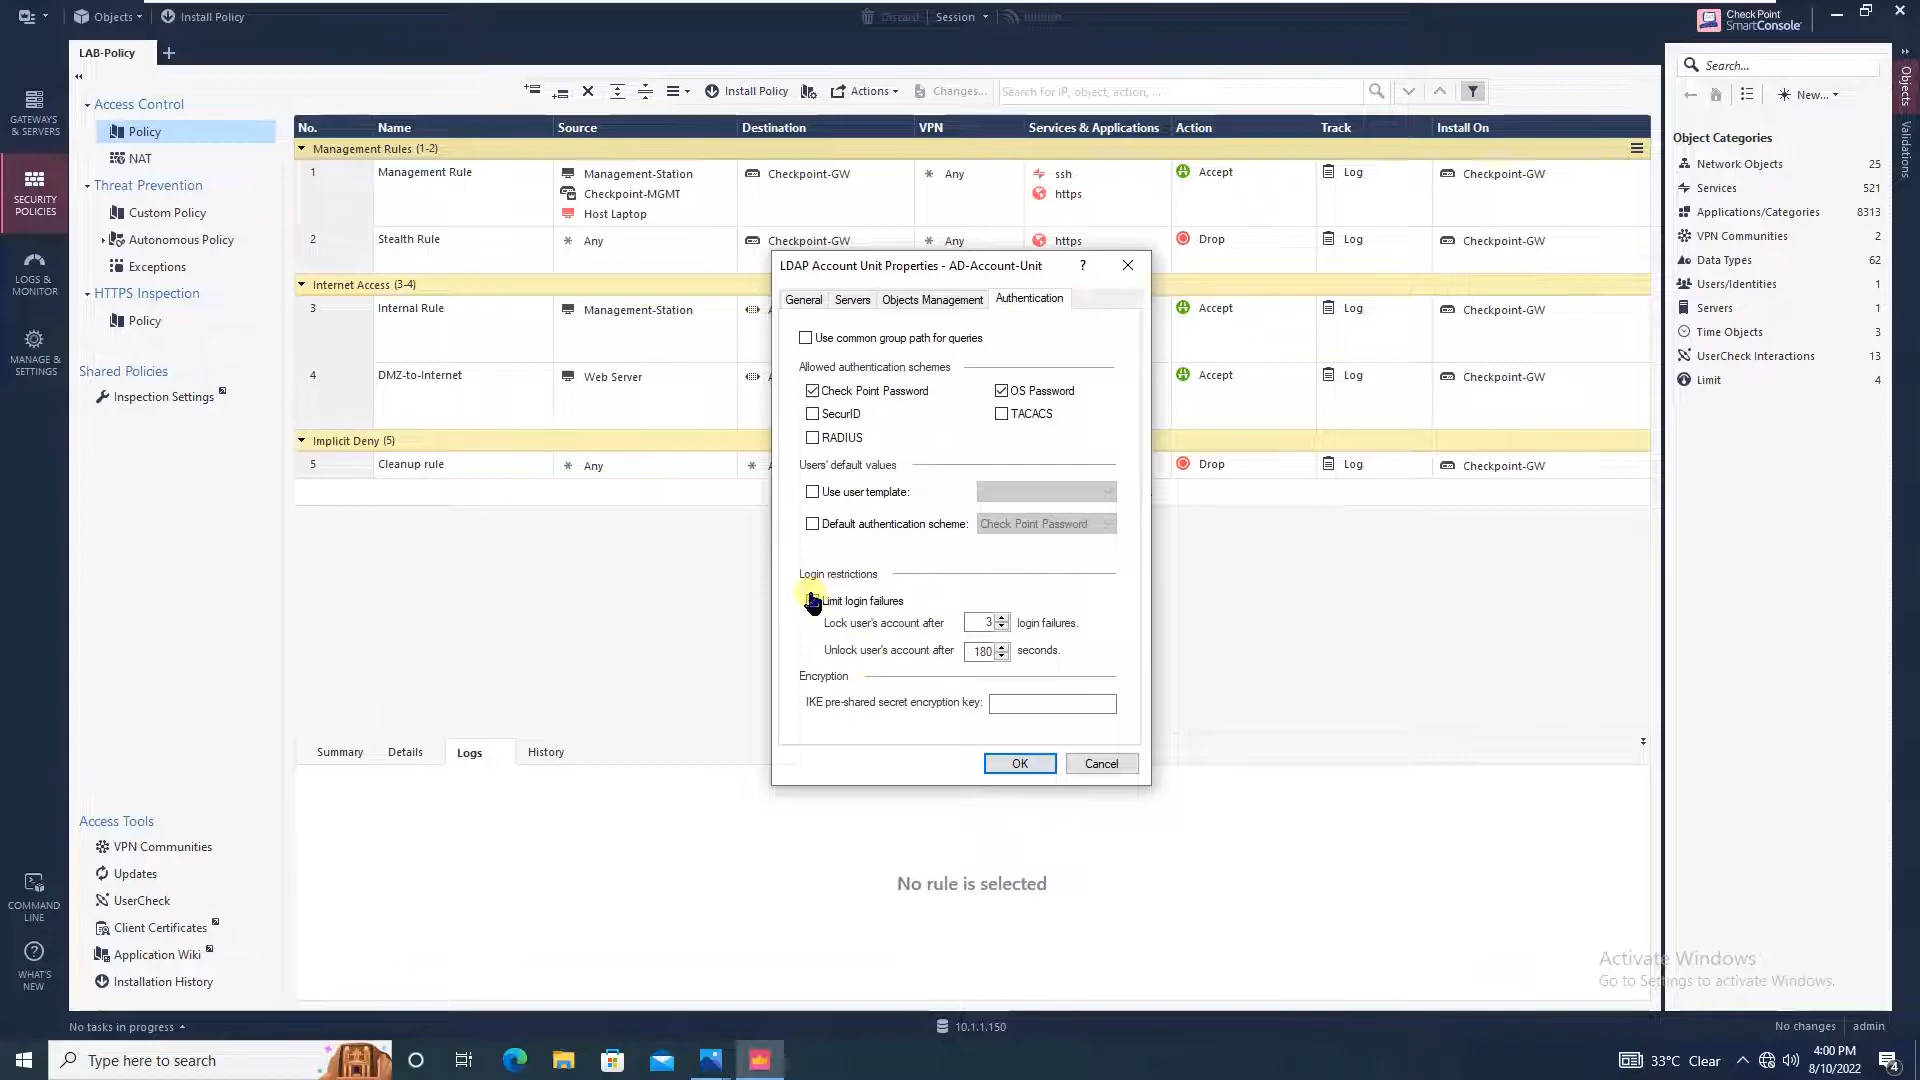 Objects
Install Policy
Discard
Session
Check Point
SmartConsole
LAB-Policy
GATEWAYS
& SERVERS
SECURITY
POLICIES
LOGS &
MONITOR
MANAGE &
SETTINGS
COMMAND
LINE
WHAT'S
NEW
Access Control
Policy
NAT
Threat Prevention
Custom Policy
Autonomous Policy
Exceptions
HTTPS Inspection
Policy
Shared Policies
Inspection Settings
Access Tools
VPN Communities
Updates
UserCheck
Client Certificates
Application Wiki
Installation History
Install Policy
Actions
Changes...
Search for IP, object, action, ...
No. Name Source Destination VPN Services & Applications Action Track Install On
Management Rules (1-2)
1 Management Rule Management-Station Checkpoint-GW Any ssh Accept Log Checkpoint-GW
Checkpoint-MGMT https
Host Laptop
2 Stealth Rule Any Checkpoint-GW Any https Drop Log Checkpoint-GW
Internet Access (3-4)
3 Internal Rule Management-Station Accept Log Checkpoint-GW
4 DMZ-to-Internet Web Server Accept Log Checkpoint-GW
Implicit Deny (5)
5 Cleanup rule Any Drop Log Checkpoint-GW
LDAP Account Unit Properties - AD-Account-Unit ?
General Servers Objects Management Authentication
Use common group path for queries
Allowed authentication schemes
Check Point Password OS Password
SecurID TACACS
RADIUS
Users' default values
Use user template:
Default authentication scheme: Check Point Password
Login restrictions
Limit login failures
Lock user's account after 3 login failures.
Unlock user's account after 180 seconds.
Encryption
IKE pre-shared secret encryption key:
OK Cancel
Summary Details Logs History
No rule is selected
Search...
New...
Object Categories
Network Objects 25
Services 521
Applications/Categories 8313
VPN Communities 2
Data Types 62
Users/Identities 1
Servers 1
Time Objects 3
UserCheck Interactions 13
Limit 4
Objects
Validations
Activate Windows
Go to Settings to activate Windows.
No tasks in progress
10.1.1.150
No changes
admin
Type here to search
33°C Clear
4:00 PM
8/10/2022
4